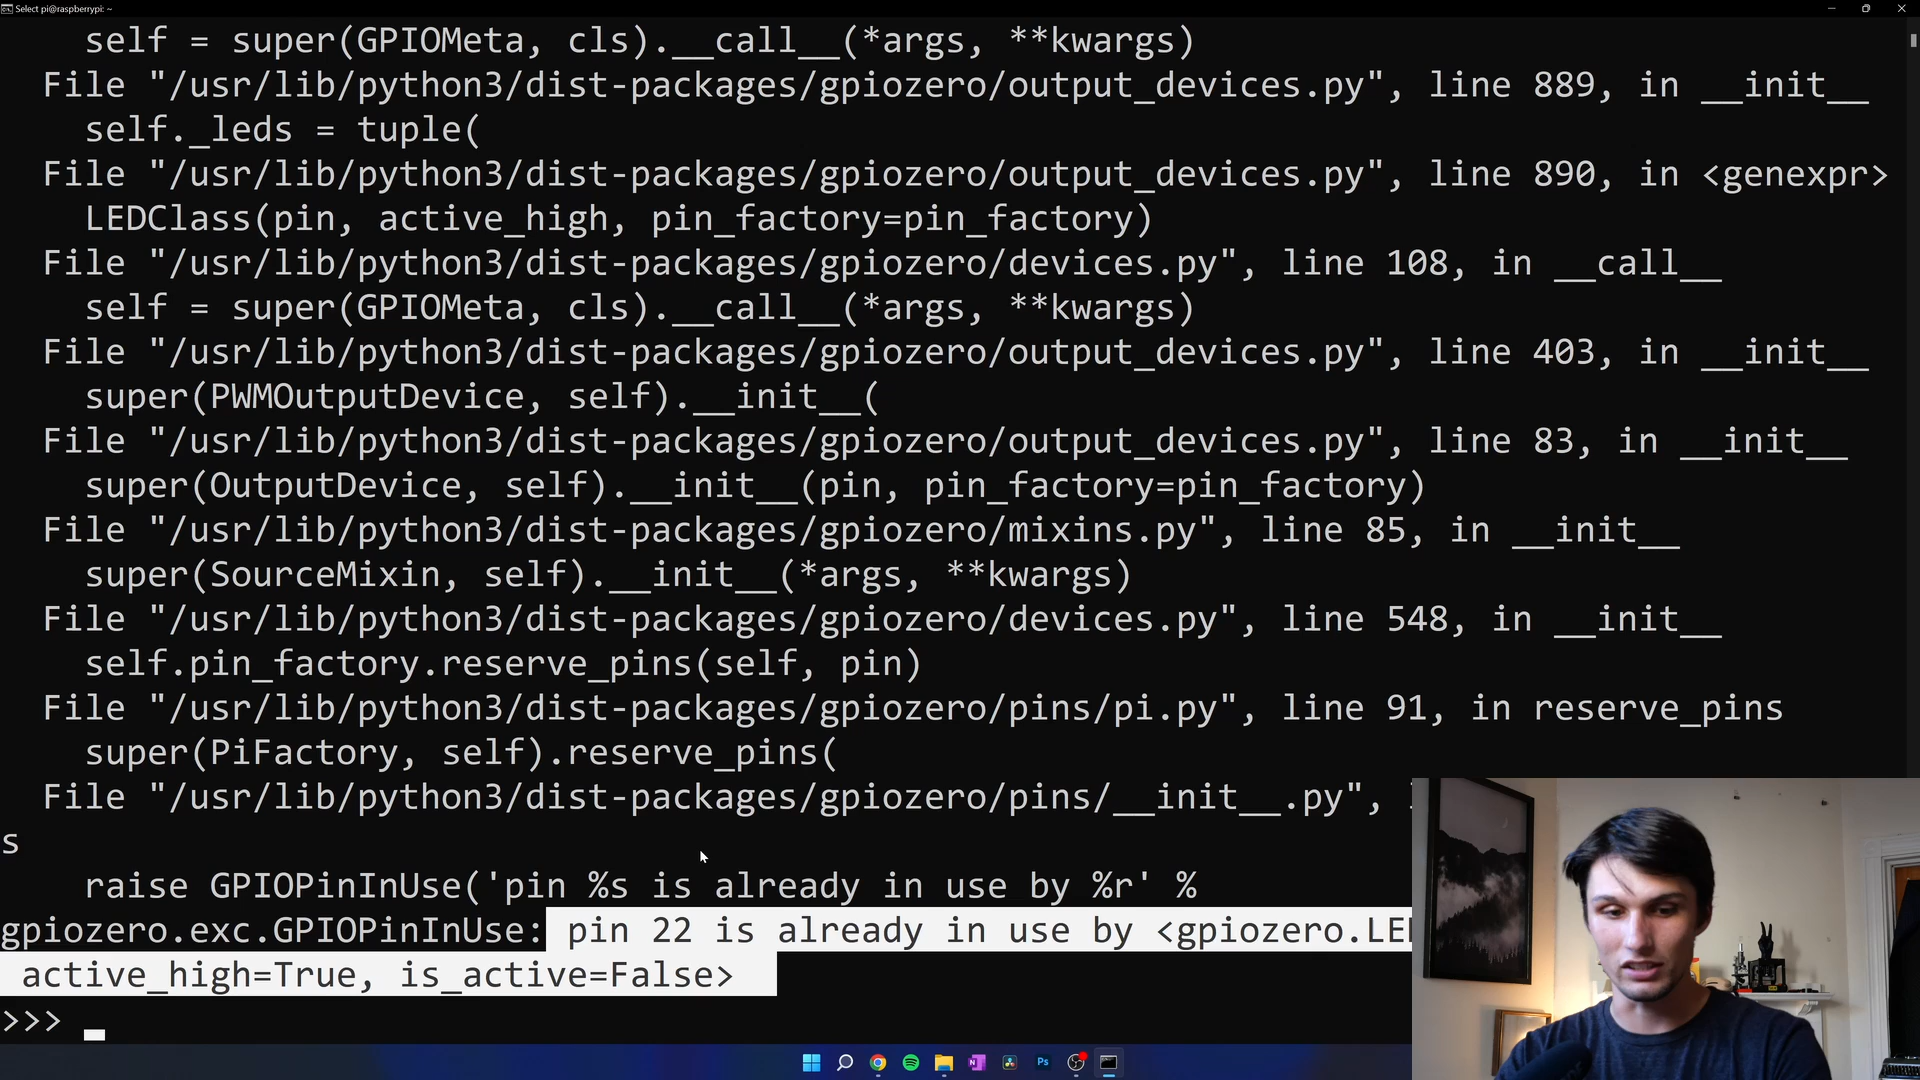 Select pi@raspberrypi: ~
self = super(GPIOMeta, cls).__call__(*args, **kwargs)
File "/usr/lib/python3/dist-packages/gpiozero/output_devices.py", line 889, in __init__
self._leds = tuple(
File "/usr/lib/python3/dist-packages/gpiozero/output_devices.py", line 890, in <genexpr>
LEDClass(pin, active_high, pin_factory=pin_factory)
File "/usr/lib/python3/dist-packages/gpiozero/devices.py", line 108, in __call__
self = super(GPIOMeta, cls).__call__(*args, **kwargs)
File "/usr/lib/python3/dist-packages/gpiozero/output_devices.py", line 403, in __init__
super(PWMOutputDevice, self).__init__(
File "/usr/lib/python3/dist-packages/gpiozero/output_devices.py", line 83, in __init__
super(OutputDevice, self).__init__(pin, pin_factory=pin_factory)
File "/usr/lib/python3/dist-packages/gpiozero/mixins.py", line 85, in __init__
super(SourceMixin, self).__init__(*args, **kwargs)
File "/usr/lib/python3/dist-packages/gpiozero/devices.py", line 548, in __init__
self.pin_factory.reserve_pins(self, pin)
File "/usr/lib/python3/dist-packages/gpiozero/pins/pi.py", line 91, in reserve_pins
super(PiFactory, self).reserve_pins(
File "/usr/lib/python3/dist-packages/gpiozero/pins/__init__.py",
s
raise GPIOPinInUse('pin %s is already in use by %r' %
gpiozero.exc.GPIOPinInUse: pin 22 is already in use by <gpiozero.LED
active_high=True, is_active=False>
>>>
Ps